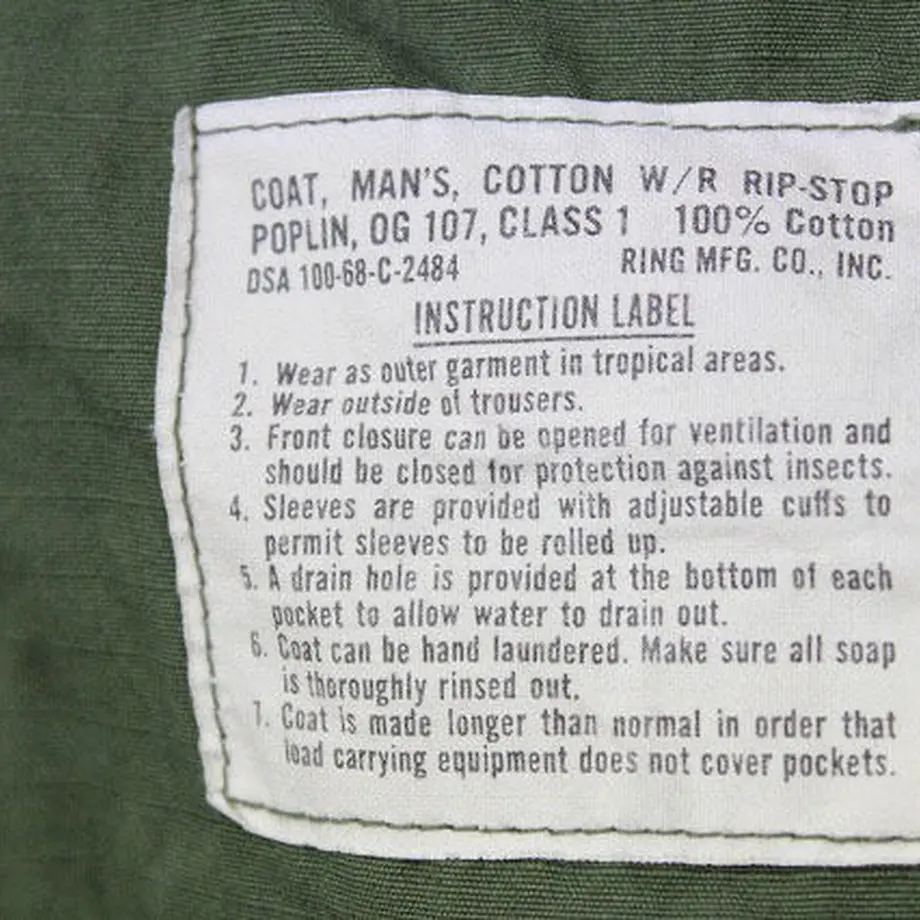 COAT, MAN'S, COTTON W/R RIP-STOP
POPLIN, OG 107, CLASS 1 100% Cotton
DSA 100-68-C-2484 RING MFG. CO., INC.
INSTRUCTION LABEL
1. Wear as outer garment in tropical areas.
2. Wear outside of trousers.
3. Front closure can be opened for ventilation and
should be closed for protection against insects.
4. Sleeves are provided with adjustable cuffs to
permit sleeves to be rolled up.
5. A drain hole is provided at the bottom of each
pocket to allow water to drain out.
6. Coat can be hand laundered. Make sure all soap
is thoroughly rinsed out.
7. Coat is made longer than normal in order that
load carrying equipment does not cover pockets.